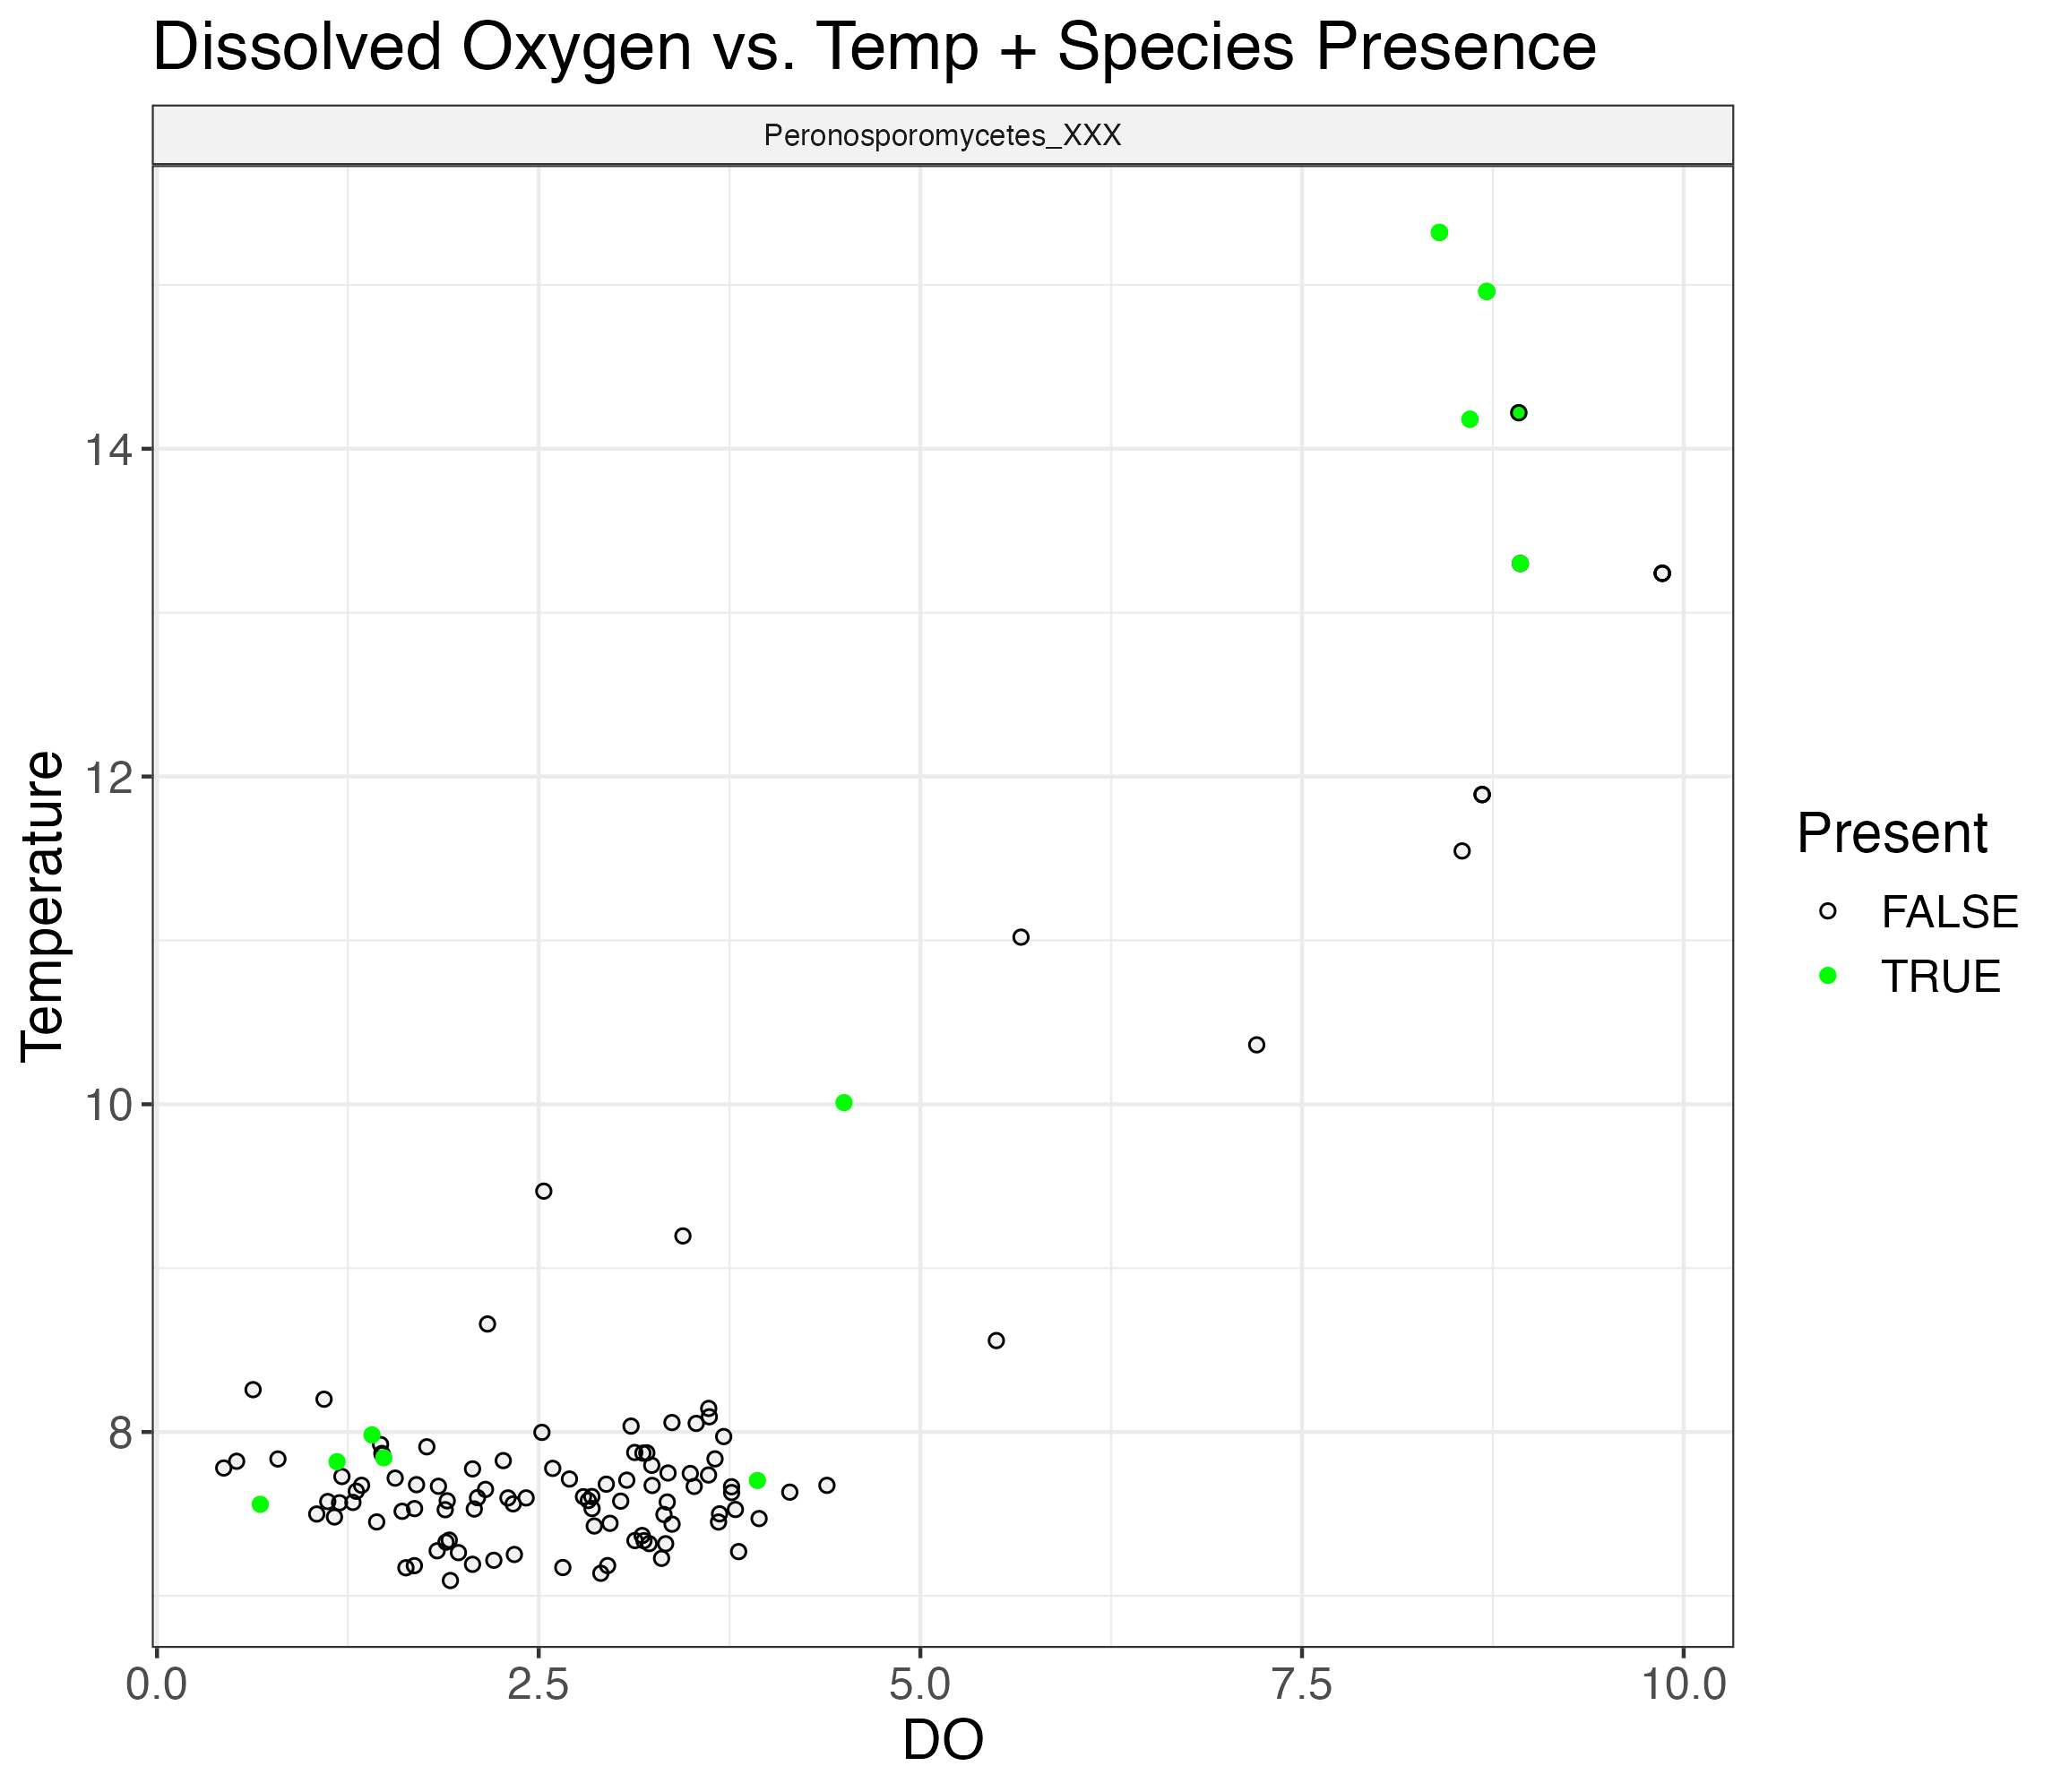 Dissolved Oxygen vs. Temp + Species Presence
Peronosporomycetes_XXX
Temperature
14
12
10
8
0.0 2.5 5.0 7.5 10.0
DO
Present
FALSE
TRUE